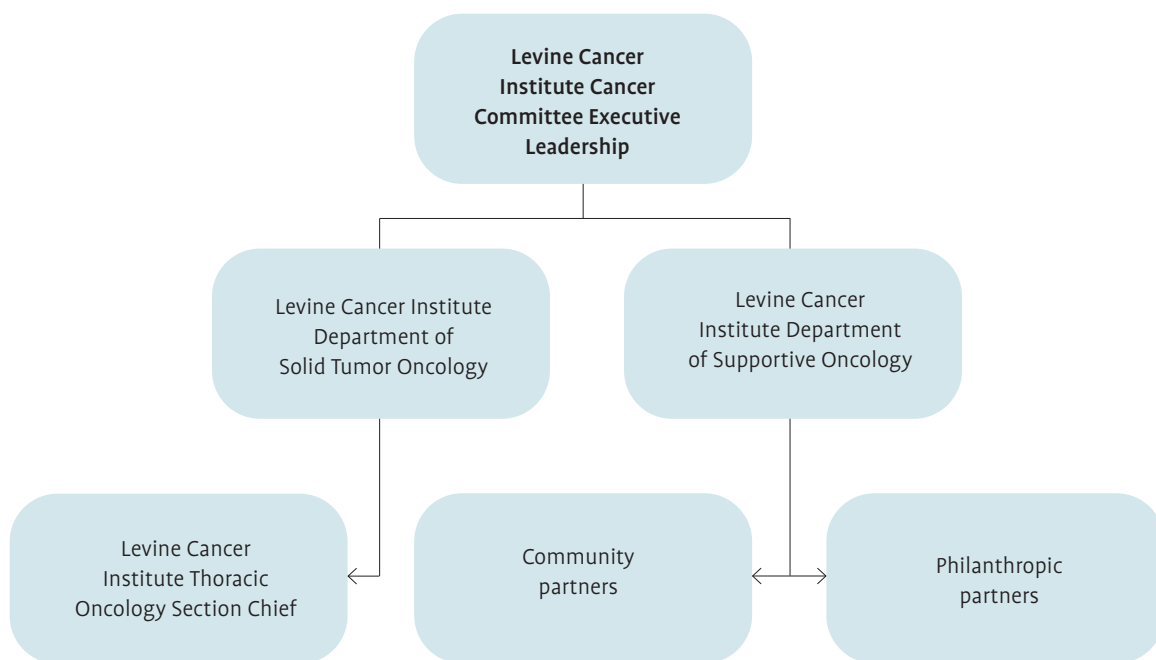 Levine Cancer
Institute Cancer
Committee Executive
Leadership
Levine Cancer Institute
Department of
Solid Tumor Oncology
Levine Cancer
Institute Department
of Supportive Oncology
Levine Cancer
Institute Thoracic
Oncology Section Chief
Community
partners
Philanthropic
partners